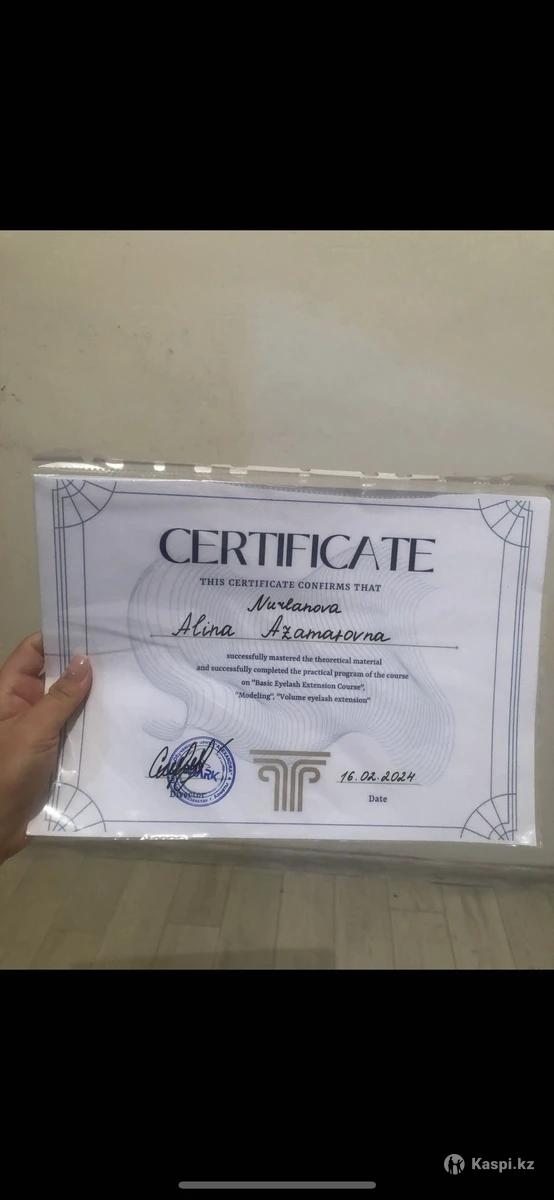 CERTIFICATE
THIS CERTIFICATE CONFIRMS THAT
Nurlanova
Alina Azamatovna
successfully mastered the theoretical material
and successfully completed the practical program of the course
on "Basic Eyelash Extension Course",
"Modeling", "Volume eyelash extension"
ARK
16.02.2024
Director
Date
Kaspi.kz